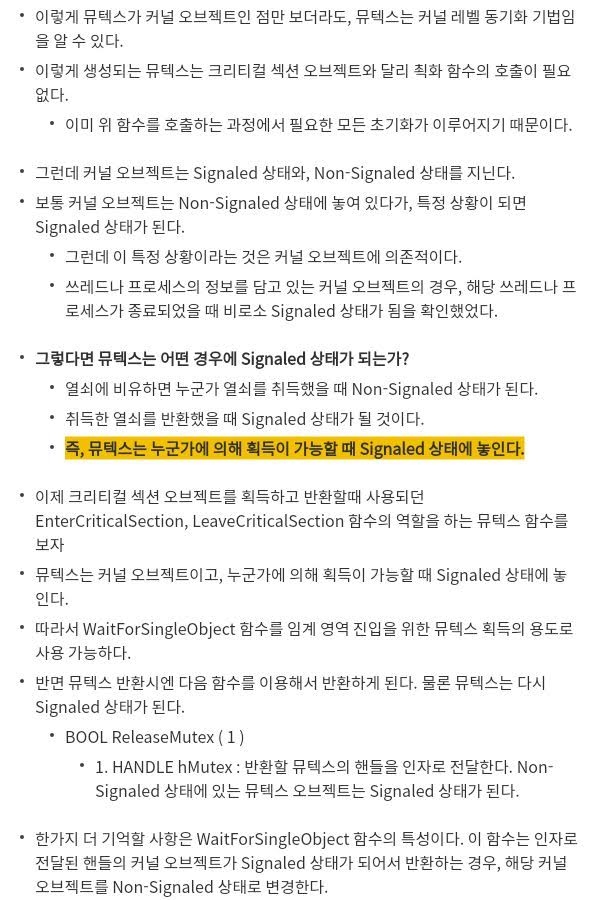 • 이렇게 뮤텍스가 커널 오브젝트인 점만 보더라도, 뮤텍스는 커널 레벨 동기화 기법임
을 알 수 있다.
• 이렇게 생성되는 뮤텍스는 크리티컬 섹션 오브젝트와 달리 최화 함수의 호출이 필요
없다.
• 이미 위 함수를 호출하는 과정에서 필요한 모든 초기화가 이루어지기 때문이다.
• 그런데 커널 오브젝트는 Signaled 상태와, Non-Signaled 상태를 지닌다.
• 보통 커널 오브젝트는 Non-Signaled 상태에 놓여 있다가, 특정 상황이 되면
Signaled 상태가 된다.
• 그런데 이 특정 상황이라는 것은 커널 오브젝트에 의존적이다.
• 쓰레드나 프로세스의 정보를 담고 있는 커널 오브젝트의 경우, 해당 쓰레드나 프
로세스가 종료되었을 때 비로소 Signaled 상태가 됨을 확인했었다.
• 그렇다면 뮤텍스는 어떤 경우에 Signaled 상태가 되는가?
• 열쇠에 비유하면 누군가 열쇠를 취득했을 때 Non-Signaled 상태가 된다.
• 취득한 열쇠를 반환했을 때 Signaled 상태가 될 것이다.
• 즉, 뮤텍스는 누군가에 의해 획득이 가능할 때 Signaled 상태에 놓인다.
• 이제 크리티컬 섹션 오브젝트를 획득하고 반환할때 사용되던
EnterCriticalSection, LeaveCriticalSection 함수의 역할을 하는 뮤텍스 함수를
보자
• 뮤텍스는 커널 오브젝트이고, 누군가에 의해 획득이 가능할 때 Signaled 상태에 놓
인다.
• 따라서 WaitForSingleObject 함수를 임계 영역 진입을 위한 뮤텍스 획득의 용도로
사용 가능하다.
• 반면 뮤텍스 반환시엔 다음 함수를 이용해서 반환하게 된다. 물론 뮤텍스는 다시
Signaled 상태가 된다.
• BOOL ReleaseMutex ( 1 )
• 1. HANDLE hMutex : 반환할 뮤텍스의 핸들을 인자로 전달한다. Non-
Signaled 상태에 있는 뮤텍스 오브젝트는 Signaled 상태가 된다.
• 한가지 더 기억할 사항은 WaitForSingleObject 함수의 특성이다. 이 함수는 인자로
전달된 핸들의 커널 오브젝트가 Signaled 상태가 되어서 반환하는 경우, 해당 커널
오브젝트를 Non-Signaled 상태로 변경한다.